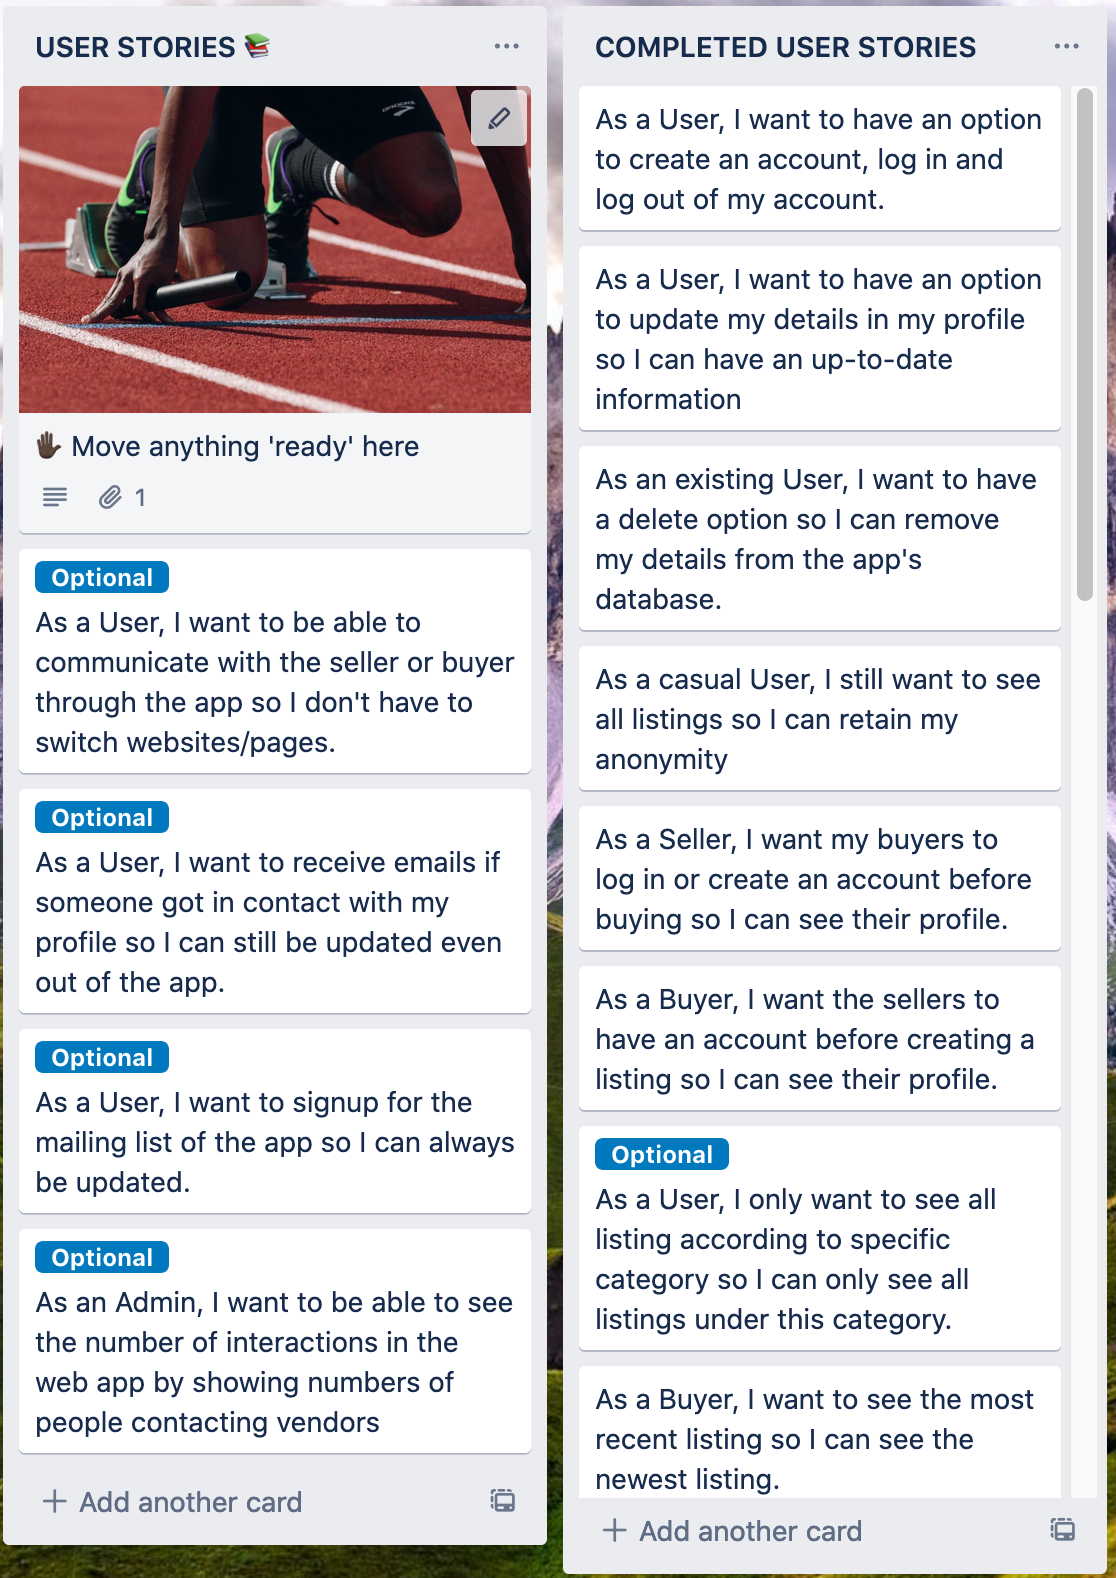 USER STORIES
BROOKS
Move anything 'ready' here
1
Optional
As a User, I want to be able to
communicate with the seller or buyer
through the app so I don't have to
switch websites/pages.
Optional
As a User, I want to receive emails if
someone got in contact with my
profile so I can still be updated even
out of the app.
Optional
As a User, I want to signup for the
mailing list of the app so I can always
be updated.
Optional
As an Admin, I want to be able to see
the number of interactions in the
web app by showing numbers of
people contacting vendors
+ Add another card
COMPLETED USER STORIES
As a User, I want to have an option
to create an account, log in and
log out of my account.
As a User, I want to have an option
to update my details in my profile
so I can have an up-to-date
information
As an existing User, I want to have
a delete option so I can remove
my details from the app's
database.
As a casual User, I still want to see
all listings so I can retain my
anonymity
As a Seller, I want my buyers to
log in or create an account before
buying so I can see their profile.
As a Buyer, I want the sellers to
have an account before creating a
listing so I can see their profile.
Optional
As a User, I only want to see all
listing according to specific
category so I can only see all
listings under this category.
As a Buyer, I want to see the most
recent listing so I can see the
newest listing.
+ Add another card